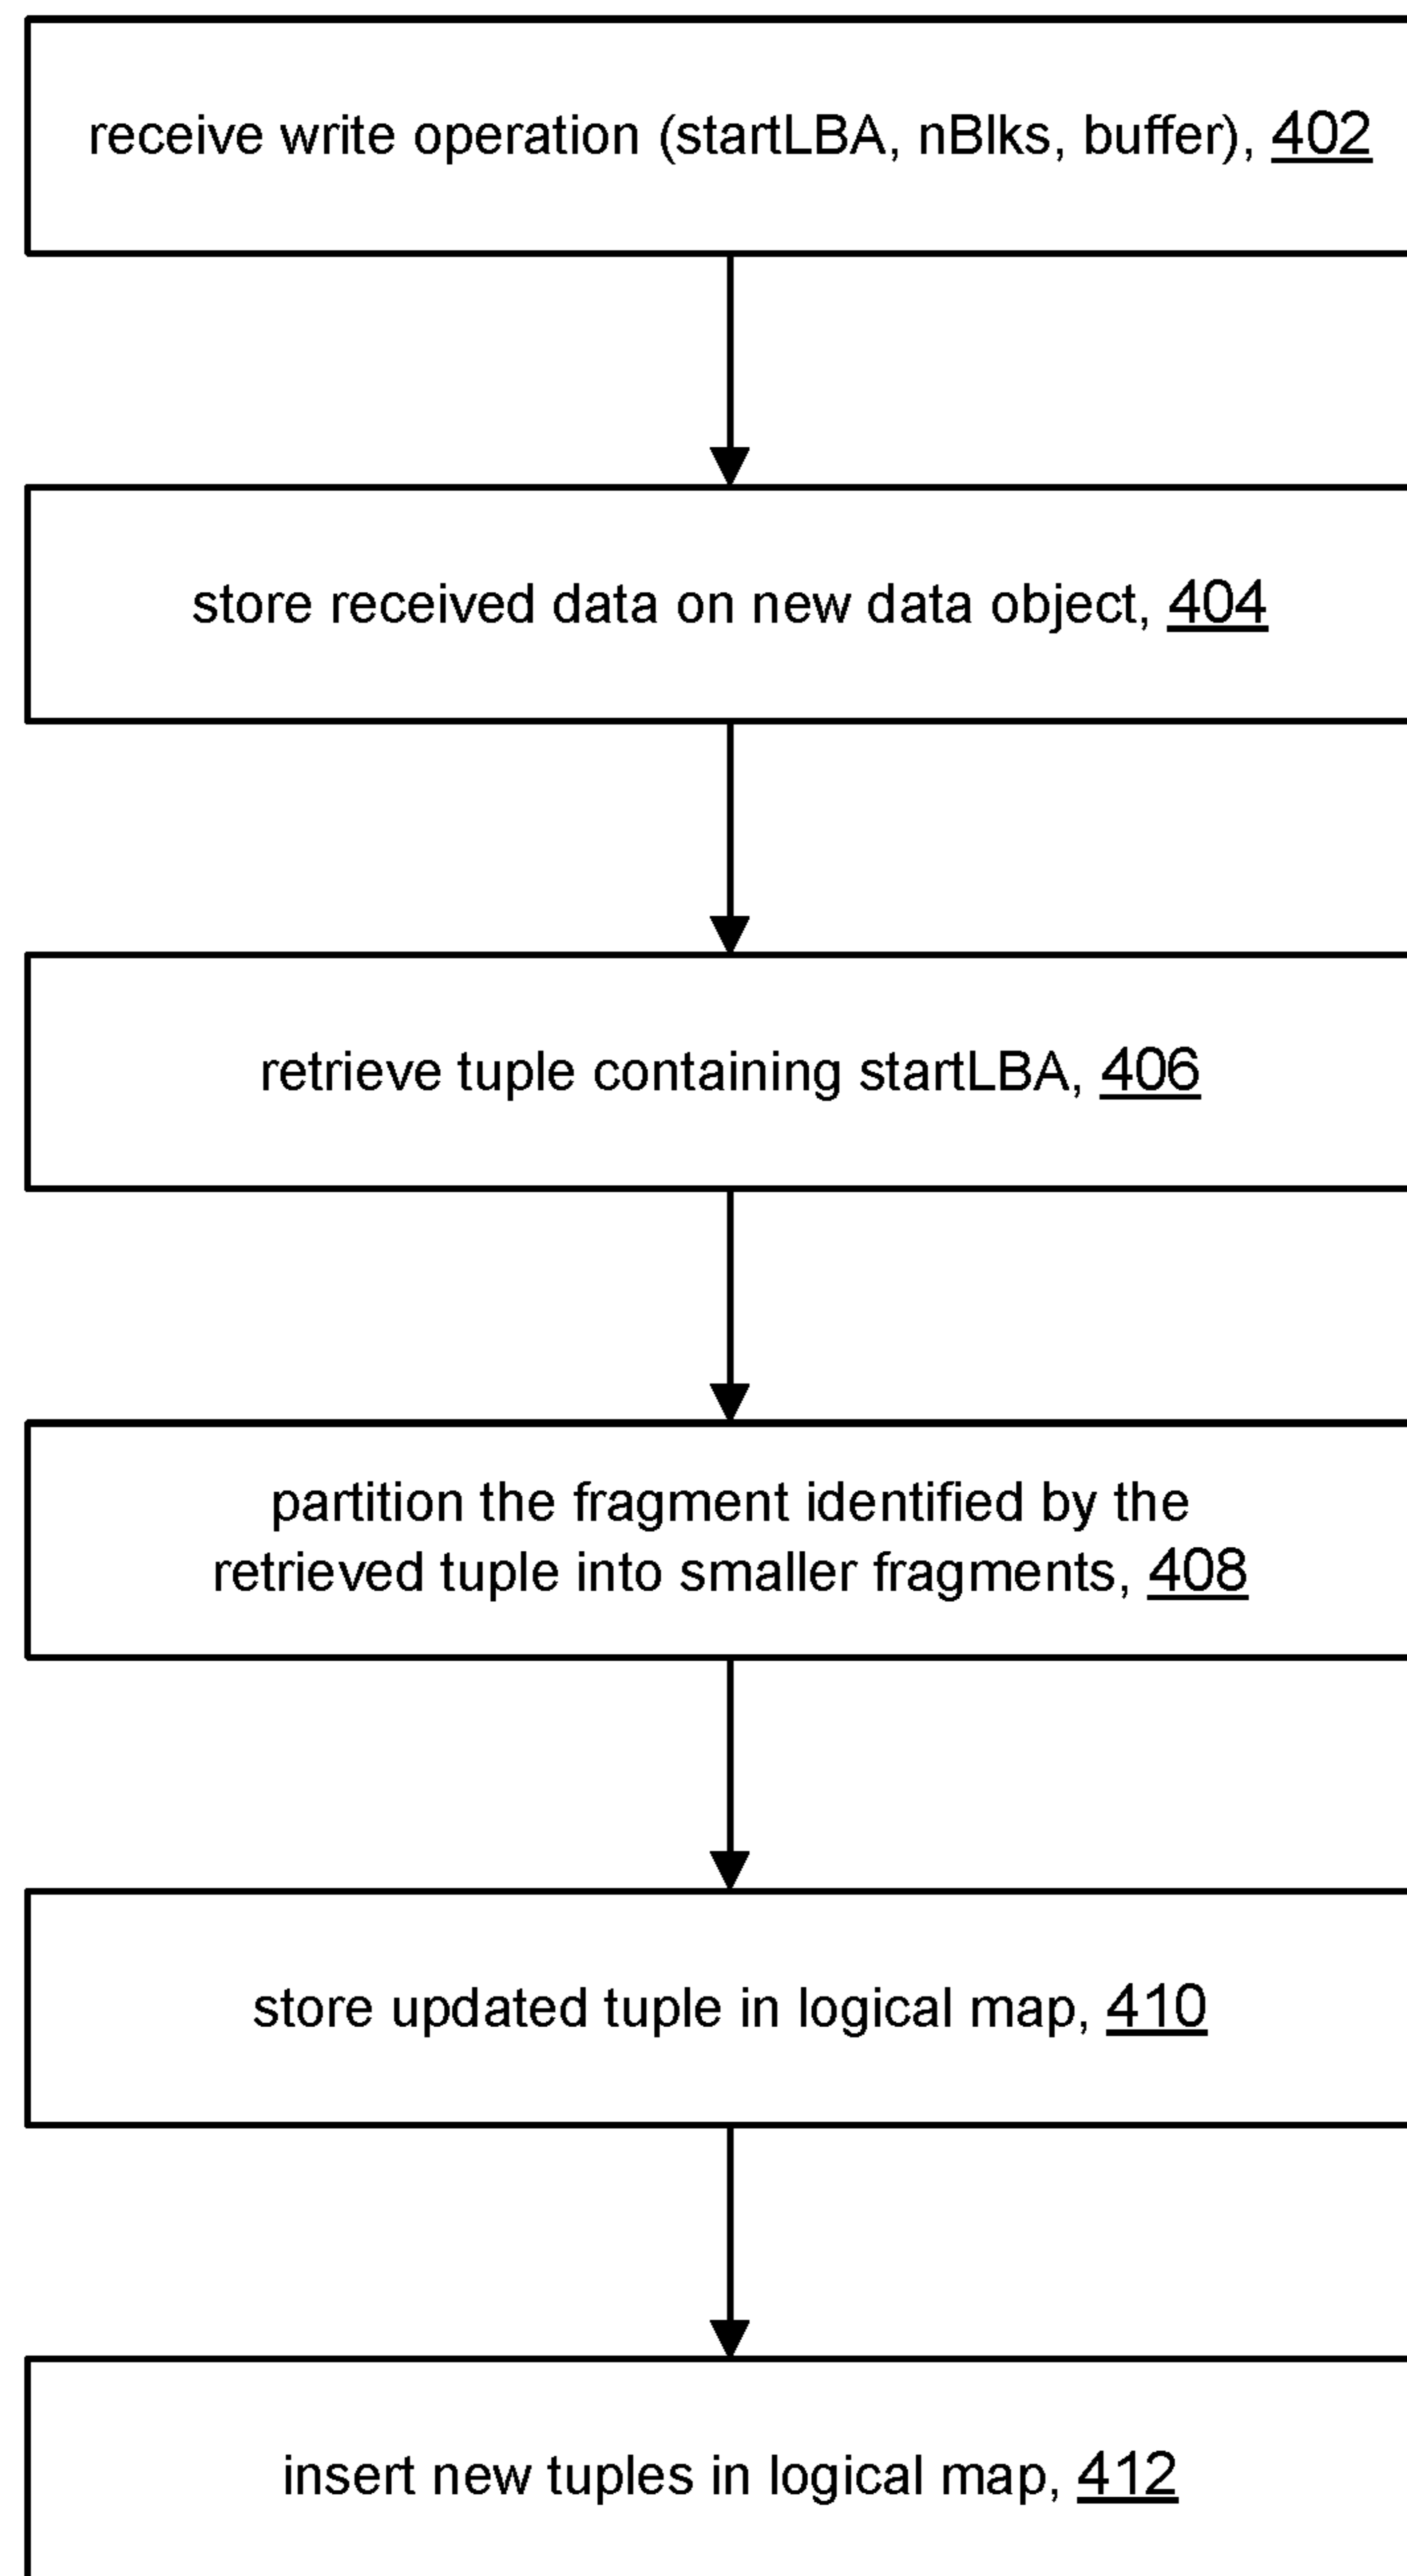 receive write operation (startLBA, nBlks, buffer), 402
store received data on new data object, 404
retrieve tuple containing startLBA, 406
partition the fragment identified by the
retrieved tuple into smaller fragments, 408
store updated tuple in logical map, 410
insert new tuples in logical map, 412